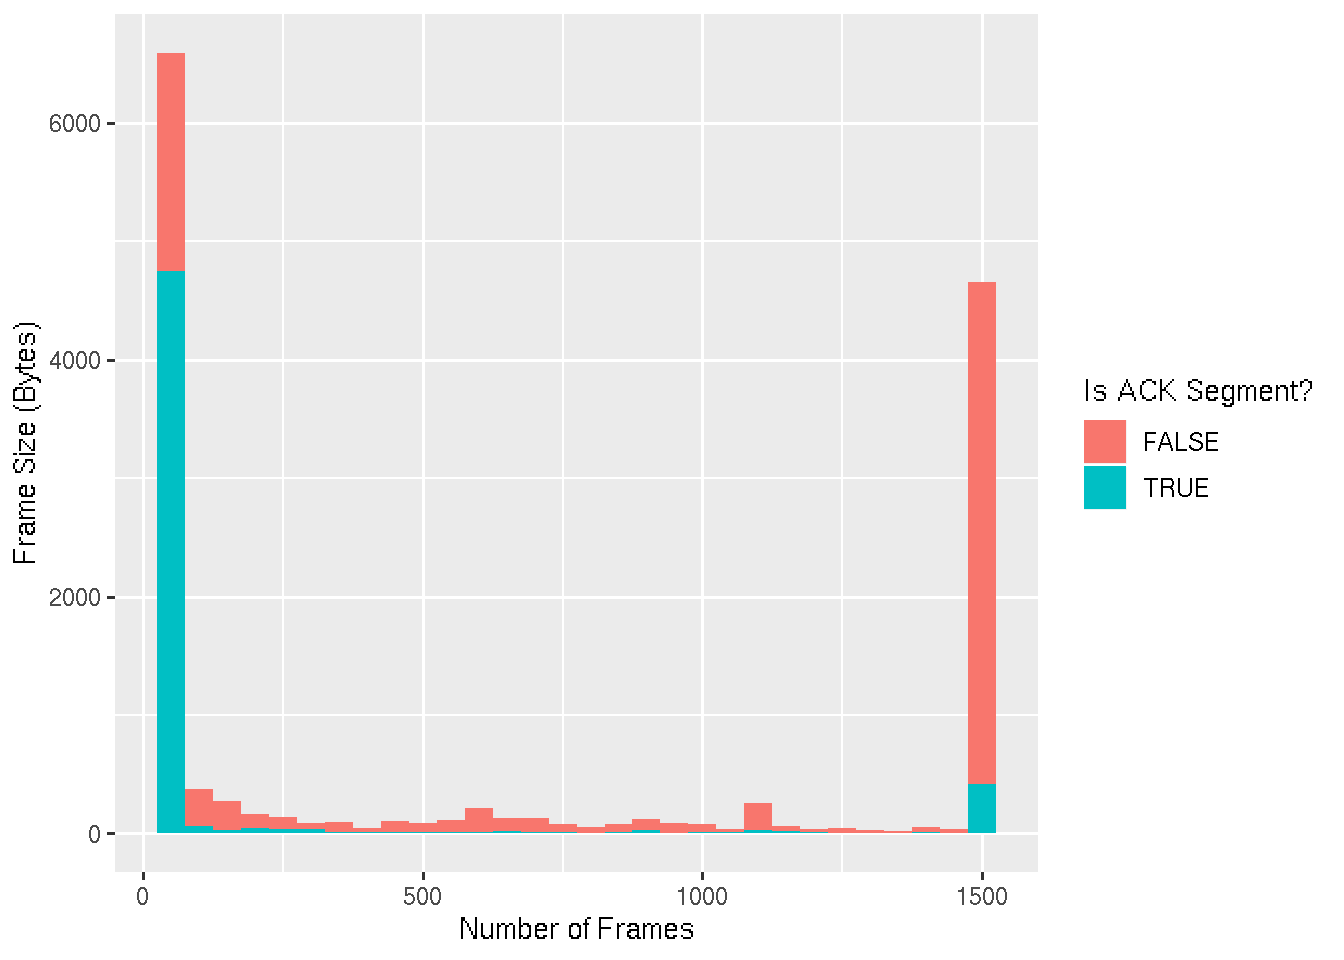 6000
4000
2000
0
Frame Size (Bytes)
0 500 1000 1500
Number of Frames
Is ACK Segment?
FALSE
TRUE